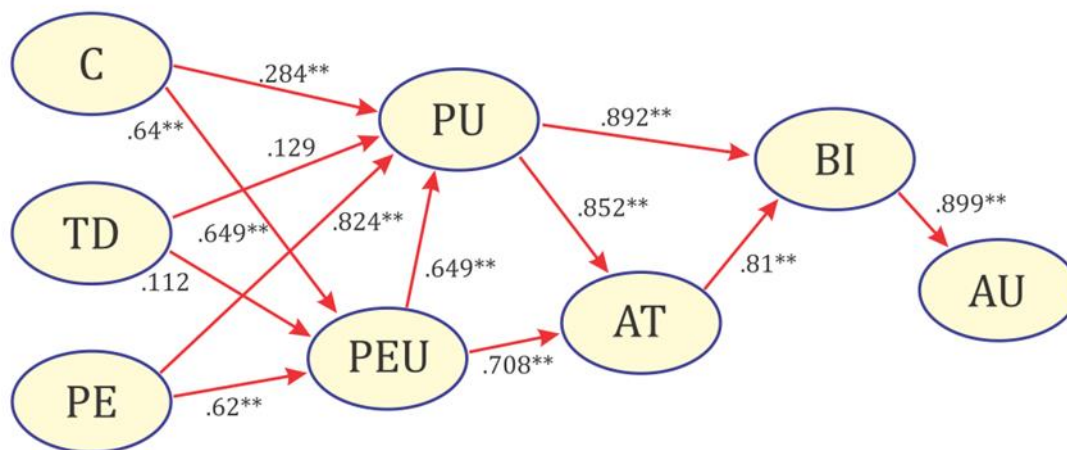 C
.284**
PU
.892**
BI
.64**
.129
TD
.649**
.824**
.852**
.899**
.112
.649**
.81**
AU
AT
PEU
.708**
PE
.62**